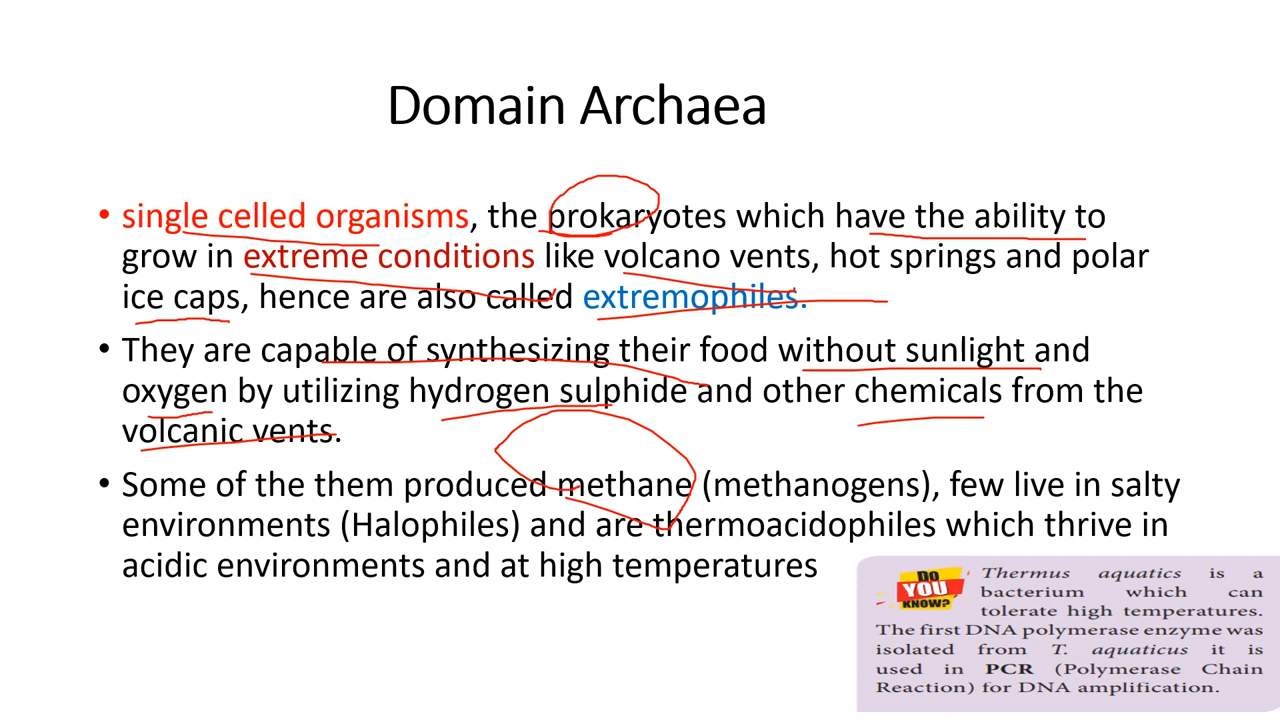 Domain Archaea
• single celled organisms, the prokaryotes which have the ability to
grow in extreme conditions like volcano vents, hot springs and polar
ice caps, hence are also called extremophiles.
• They are capable of synthesizing their food without sunlight and
oxygen by utilizing hydrogen sulphide and other chemicals from the
volcanic vents.
• Some of the them produced methane (methanogens), few live in salty
environments (Halophiles) and are thermoacidophiles which thrive in
acidic environments and at high temperatures
DO
YOU
KNOW?
Thermus aquatics is a
bacterium which can
tolerate high temperatures.
The first DNA polymerase enzyme was
isolated from T. aquaticus it is
used in PCR (Polymerase Chain
Reaction) for DNA amplification.